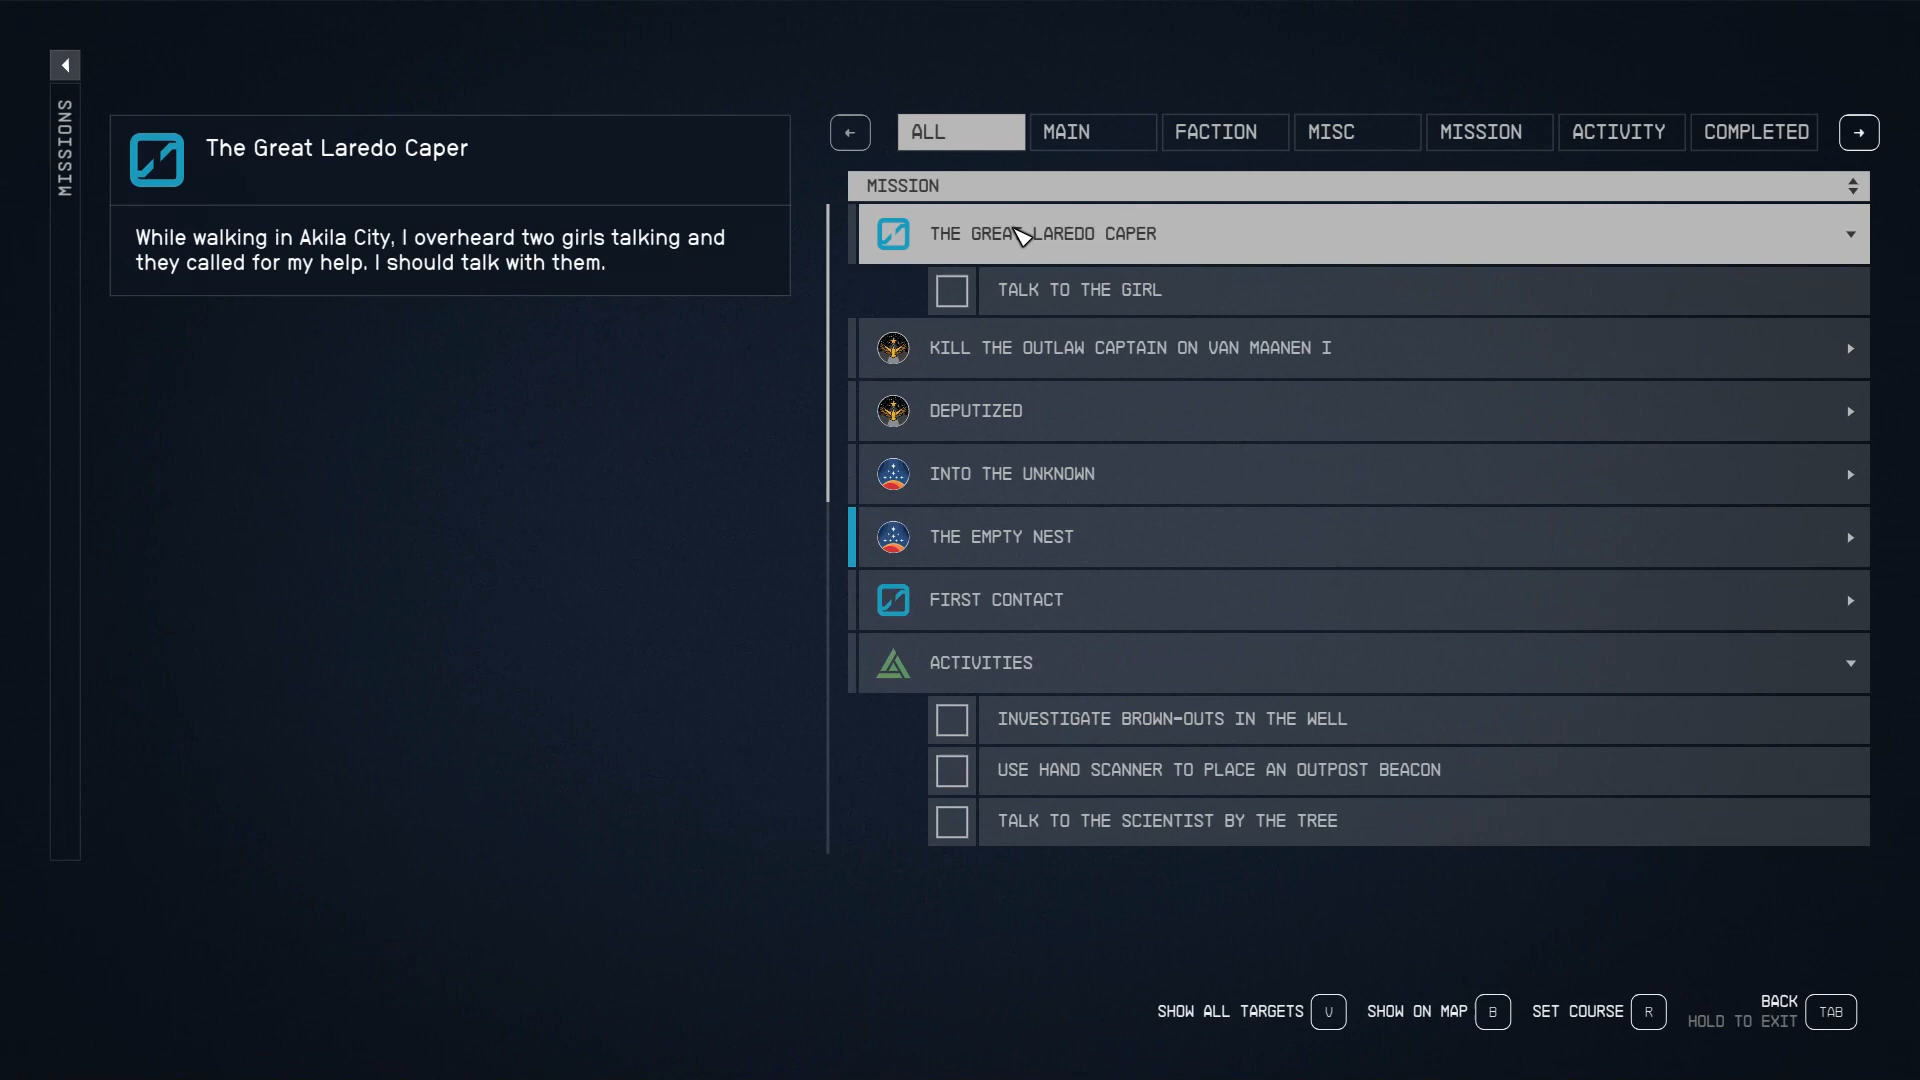 MISSIONS
The Great Laredo Caper
While walking in Akila City, I overheard two girls talking and
they called for my help. I should talk with them.
ALL
MAIN
FACTION
MISC
MISSION
ACTIVITY
COMPLETED
MISSION
THE GREAT LAREDO CAPER
TALK TO THE GIRL
KILL THE OUTLAW CAPTAIN ON VAN MAANEN I
DEPUTIZED
INTO THE UNKNOWN
THE EMPTY NEST
FIRST CONTACT
ACTIVITIES
INVESTIGATE BROWN-OUTS IN THE WELL
USE HAND SCANNER TO PLACE AN OUTPOST BEACON
TALK TO THE SCIENTIST BY THE TREE
SHOW ALL TARGETS V
SHOW ON MAP B
SET COURSE R
BACK
HOLD TO EXIT
TAB